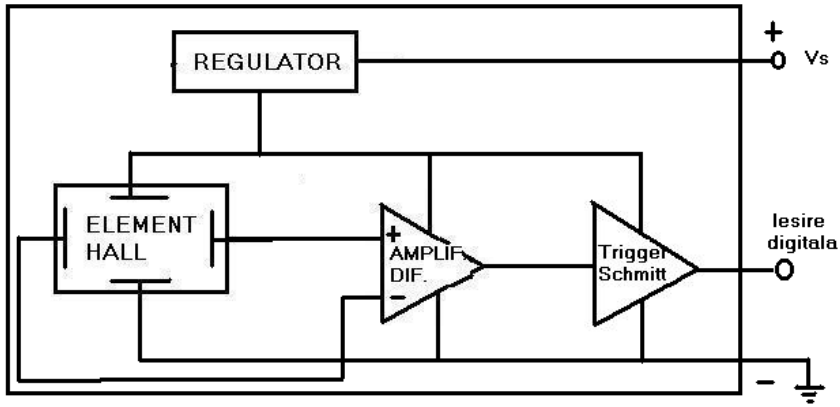 +
REGULATOR
Vs
ELEMENT
HALL
+
AMPLIF
DIF.
-
Trigger
Schmitt
Iesire
digitala
-